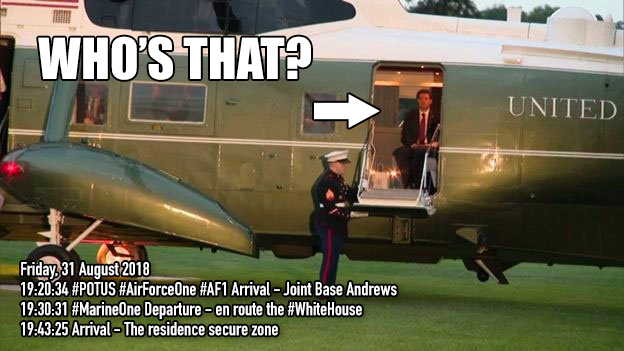 WHO'S THAT?
UNITED
Friday, 31 August 2018
19:20:34 #POTUS #AirForceOne #AF1 Arrival – Joint Base Andrews
19:30:31 #MarineOne Departure – en route the #WhiteHouse
19:43:25 Arrival – The residence secure zone